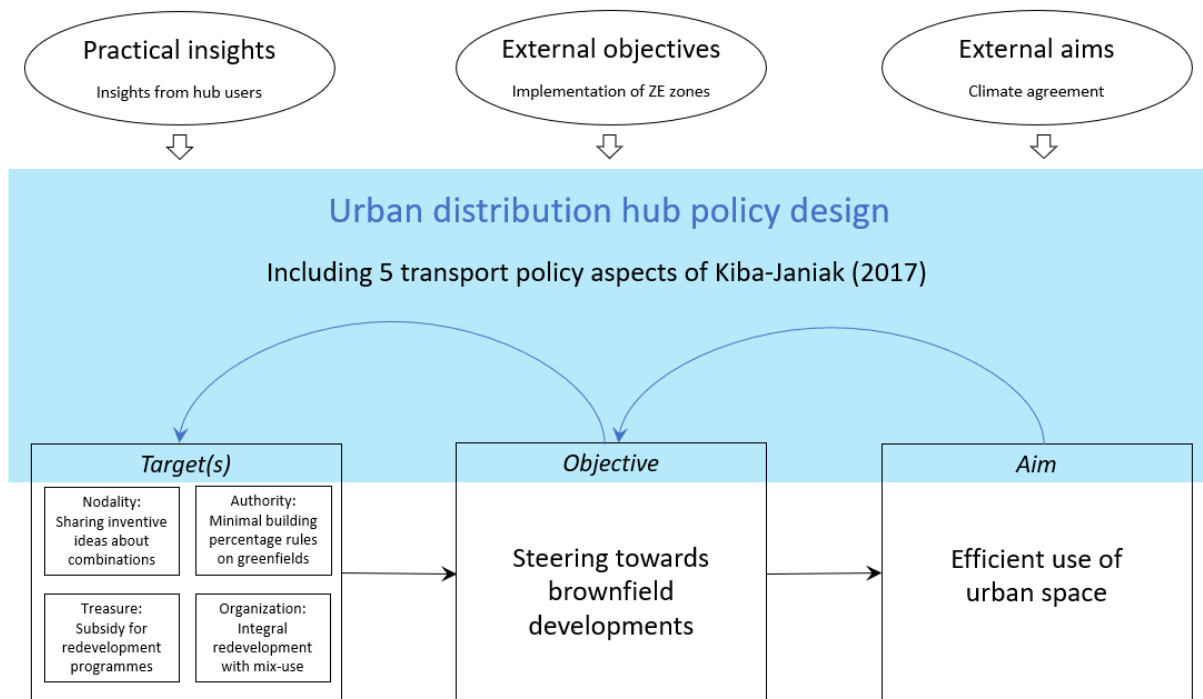 Practical insights
Insights from hub users
External objectives
Implementation of ZE zones
External aims
Climate agreement
Urban distribution hub policy design
Including 5 transport policy aspects of Kiba-Janiak (2017)
Target(s)
Nodality:
Sharing inventive
ideas about
combinations
Authority:
Minimal building
percentage rules
on greenfields
Treasure:
Subsidy for
redevelopment
programmes
Organization:
Integral
redevelopment
with mix-use
Objective
Steering towards
brownfield
developments
Aim
Efficient use of
urban space